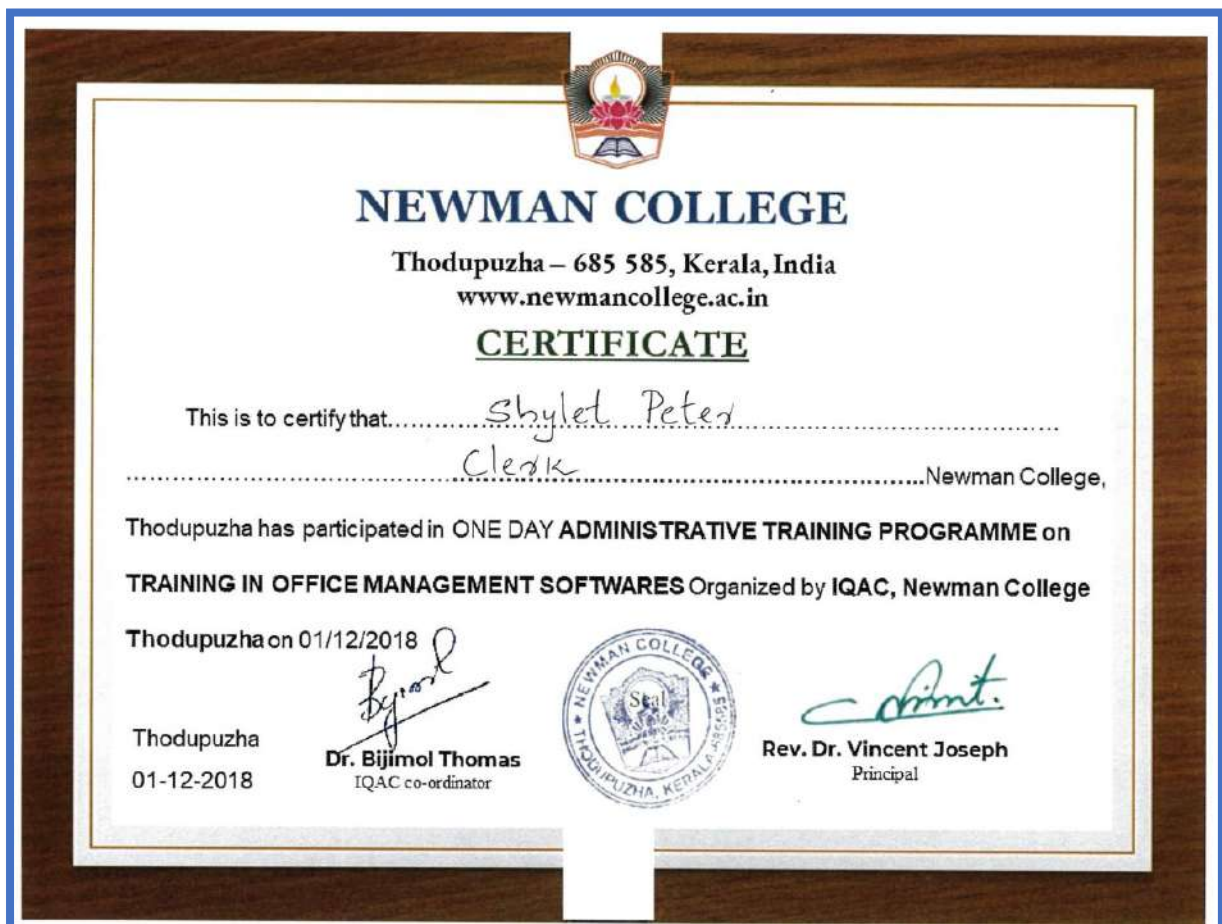 NEWMAN COLLEGE
Thodupuzha – 685 585, Kerala, India
www.newmancollege.ac.in
CERTIFICATE
This is to certify that..............Shylet Peter..............
..............Clerk..............Newman College,
Thodupuzha has participated in ONE DAY ADMINISTRATIVE TRAINING PROGRAMME on
TRAINING IN OFFICE MANAGEMENT SOFTWARES Organized by IQAC, Newman College
Thodupuzha on 01/12/2018
Thodupuzha
01-12-2018
Dr. Bijimol Thomas
IQAC co-ordinator
NEWMAN COLLEGE
Seal
THODUPUZHA, KERALA-685585
Rev. Dr. Vincent Joseph
Principal